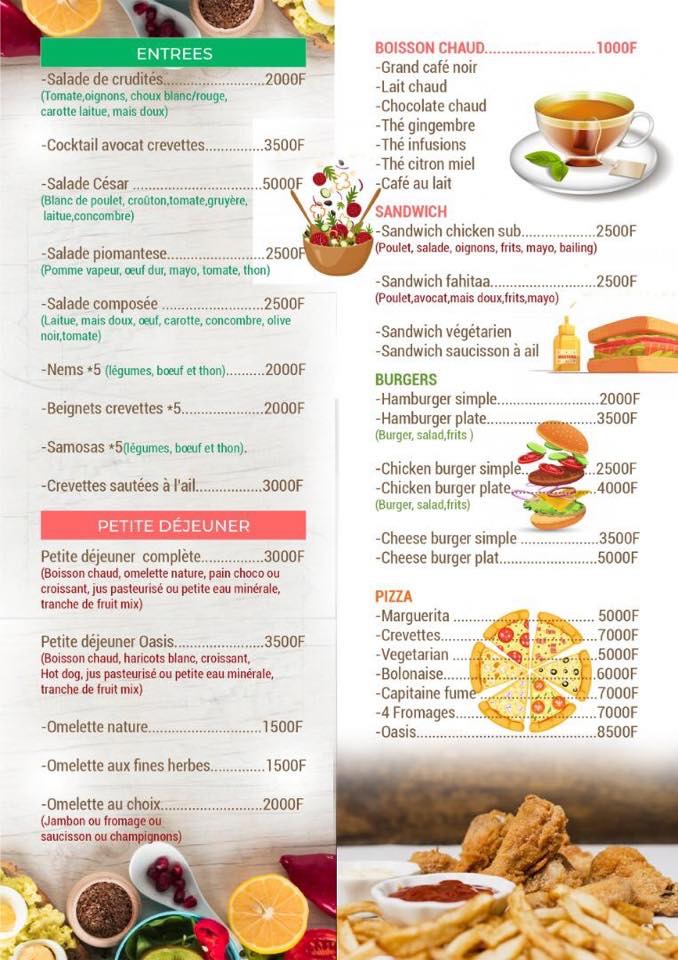 ENTREES
-Salade de crudités........................2000F
(Tomate,oignons, choux blanc/rouge,
carotte laitue, mais doux)
-Cocktail avocat crevettes..............3500F
-Salade César ...............................5000F
(Blanc de poulet, croûton,tomate,gruyère,
laitue,concombre)
-Salade piomantese.......................2500F
(Pomme vapeur, œuf dur, mayo, tomate, thon)
-Salade composée ........................2500F
(Laitue, mais doux, œuf, carotte, concombre, olive
noir,tomate)
-Nems *5 (légumes, bœuf et thon)..........2000F
-Beignets crevettes *5....................2000F
-Samosas *5(légumes, bœuf et thon).
-Crevettes sautées à l'ail................3000F
PETITE DÉJEUNER
Petite déjeuner complète...............3000F
(Boisson chaud, omelette nature, pain choco ou
croissant, jus pasteurisé ou petite eau minérale,
tranche de fruit mix)
Petite déjeuner Oasis.....................3500F
(Boisson chaud, haricots blanc, croissant,
Hot dog, jus pasteurisé ou petite eau minérale,
tranche de fruit mix)
-Omelette nature...........................1500F
-Omelette aux fines herbes.............1500F
-Omelette au choix........................2000F
(Jambon ou fromage ou
saucisson ou champignons)
BOISSON CHAUD..........................1000F
-Grand café noir
-Lait chaud
-Chocolate chaud
-Thé gingembre
-Thé infusions
-Thé citron miel
-Café au lait
SANDWICH
-Sandwich chicken sub..................2500F
(Poulet, salade, oignons, frits, mayo, bailing)
-Sandwich fahitaa.........................2500F
(Poulet,avocat,mais doux,frits,mayo)
-Sandwich végétarien
-Sandwich saucisson à ail
BURGERS
-Hamburger simple........................2000F
-Hamburger plate..........................3500F
(Burger, salad,frits )
-Chicken burger simple..................2500F
-Chicken burger plate....................4000F
(Burger, salad,frits)
-Cheese burger simple ...................3500F
-Cheese burger plat.......................5000F
PIZZA
-Marguerita ..................................5000F
-Crevettes.....................................7000F
-Vegetarian ..................................5000F
-Bolonaise....................................6000F
-Capitaine fume............................7000F
-4 Fromages.................................7000F
-Oasis..........................................8500F